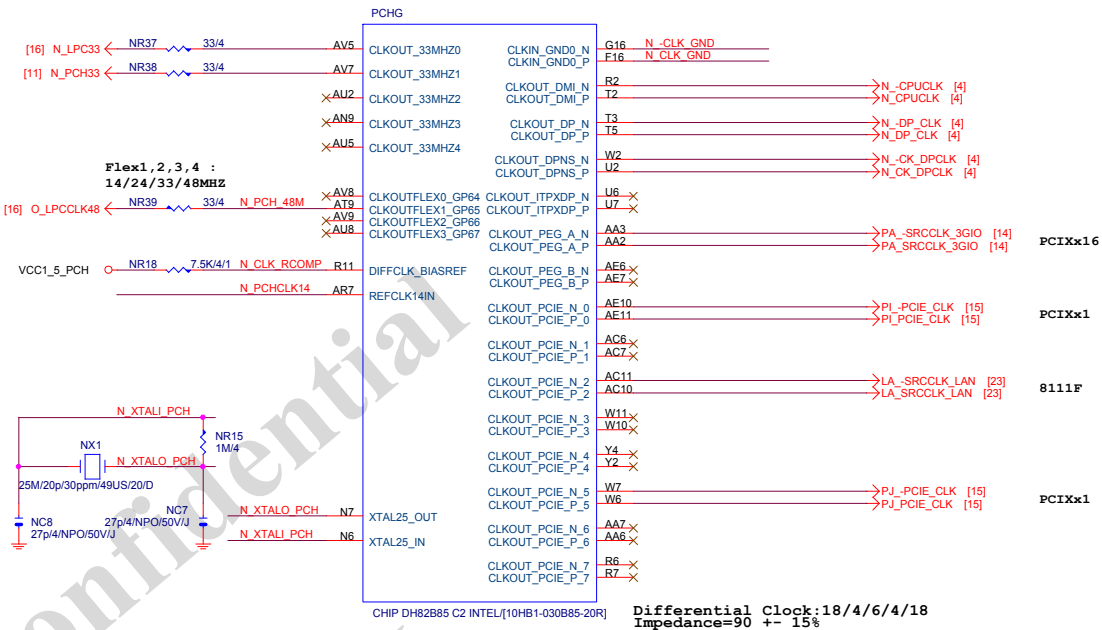 PCHG
[16] N_LPC33 NR37 33/4 AV5 CLKOUT_33MHZ0
[11] N_PCH33 NR38 33/4 AV7 CLKOUT_33MHZ1
AU2 CLKOUT_33MHZ2
AN9 CLKOUT_33MHZ3
AU5 CLKOUT_33MHZ4
Flex1,2,3,4 :
14/24/33/48MHZ
AV8 CLKOUTFLEX0_GP64
[16] O_LPCCLK48 NR39 33/4 N_PCH_48M AT9 CLKOUTFLEX1_GP65
AV9 CLKOUTFLEX2_GP66
AU8 CLKOUTFLEX3_GP67
VCC1_5_PCH NR18 7.5K/4/1 N_CLK_RCOMP R11 DIFFCLK_BIASREF
N_PCHCLK14 AR7 REFCLK14IN
N_XTALI_PCH
NR15
1M/4
NX1 N_XTALO_PCH
25M/20p/30ppm/49US/20/D
NC8
27p/4/NPO/50V/J
NC7
27p/4/NPO/50V/J
N_XTALO_PCH N7 XTAL25_OUT
N_XTALI_PCH N6 XTAL25_IN
CLKIN_GND0_N G16 N_-CLK_GND
CLKIN_GND0_P F16 N_CLK_GND
CLKOUT_DMI_N R2 N_-CPUCLK [4]
CLKOUT_DMI_P T2 N_CPUCLK [4]
CLKOUT_DP_N T3 N_-DP_CLK [4]
CLKOUT_DP_P T5 N_DP_CLK [4]
CLKOUT_DPNS_N W2 N_-CK_DPCLK [4]
CLKOUT_DPNS_P U2 N_CK_DPCLK [4]
CLKOUT_ITPXDP_N U6
CLKOUT_ITPXDP_P U7
CLKOUT_PEG_A_N AA3 PA_-SRCCLK_3GIO [14]
CLKOUT_PEG_A_P AA2 PA_SRCCLK_3GIO [14]
PCIXx16
CLKOUT_PEG_B_N AE6
CLKOUT_PEG_B_P AE7
CLKOUT_PCIE_N_0 AE10 PI_-PCIE_CLK [15]
CLKOUT_PCIE_P_0 AE11 PI_PCIE_CLK [15]
PCIXx1
CLKOUT_PCIE_N_1 AC6
CLKOUT_PCIE_P_1 AC7
CLKOUT_PCIE_N_2 AC11 LA_-SRCCLK_LAN [23]
CLKOUT_PCIE_P_2 AC10 LA_SRCCLK_LAN [23]
8111F
CLKOUT_PCIE_N_3 W11
CLKOUT_PCIE_P_3 W10
CLKOUT_PCIE_N_4 Y4
CLKOUT_PCIE_P_4 Y2
CLKOUT_PCIE_N_5 W7 PJ_-PCIE_CLK [15]
CLKOUT_PCIE_P_5 W6 PJ_PCIE_CLK [15]
PCIXx1
CLKOUT_PCIE_N_6 AA7
CLKOUT_PCIE_P_6 AA6
CLKOUT_PCIE_N_7 R6
CLKOUT_PCIE_P_7 R7
CHIP DH82B85 C2 INTEL/[10HB1-030B85-20R]
Differential Clock:18/4/6/4/18
Impedance=90 +- 15%
onfidential